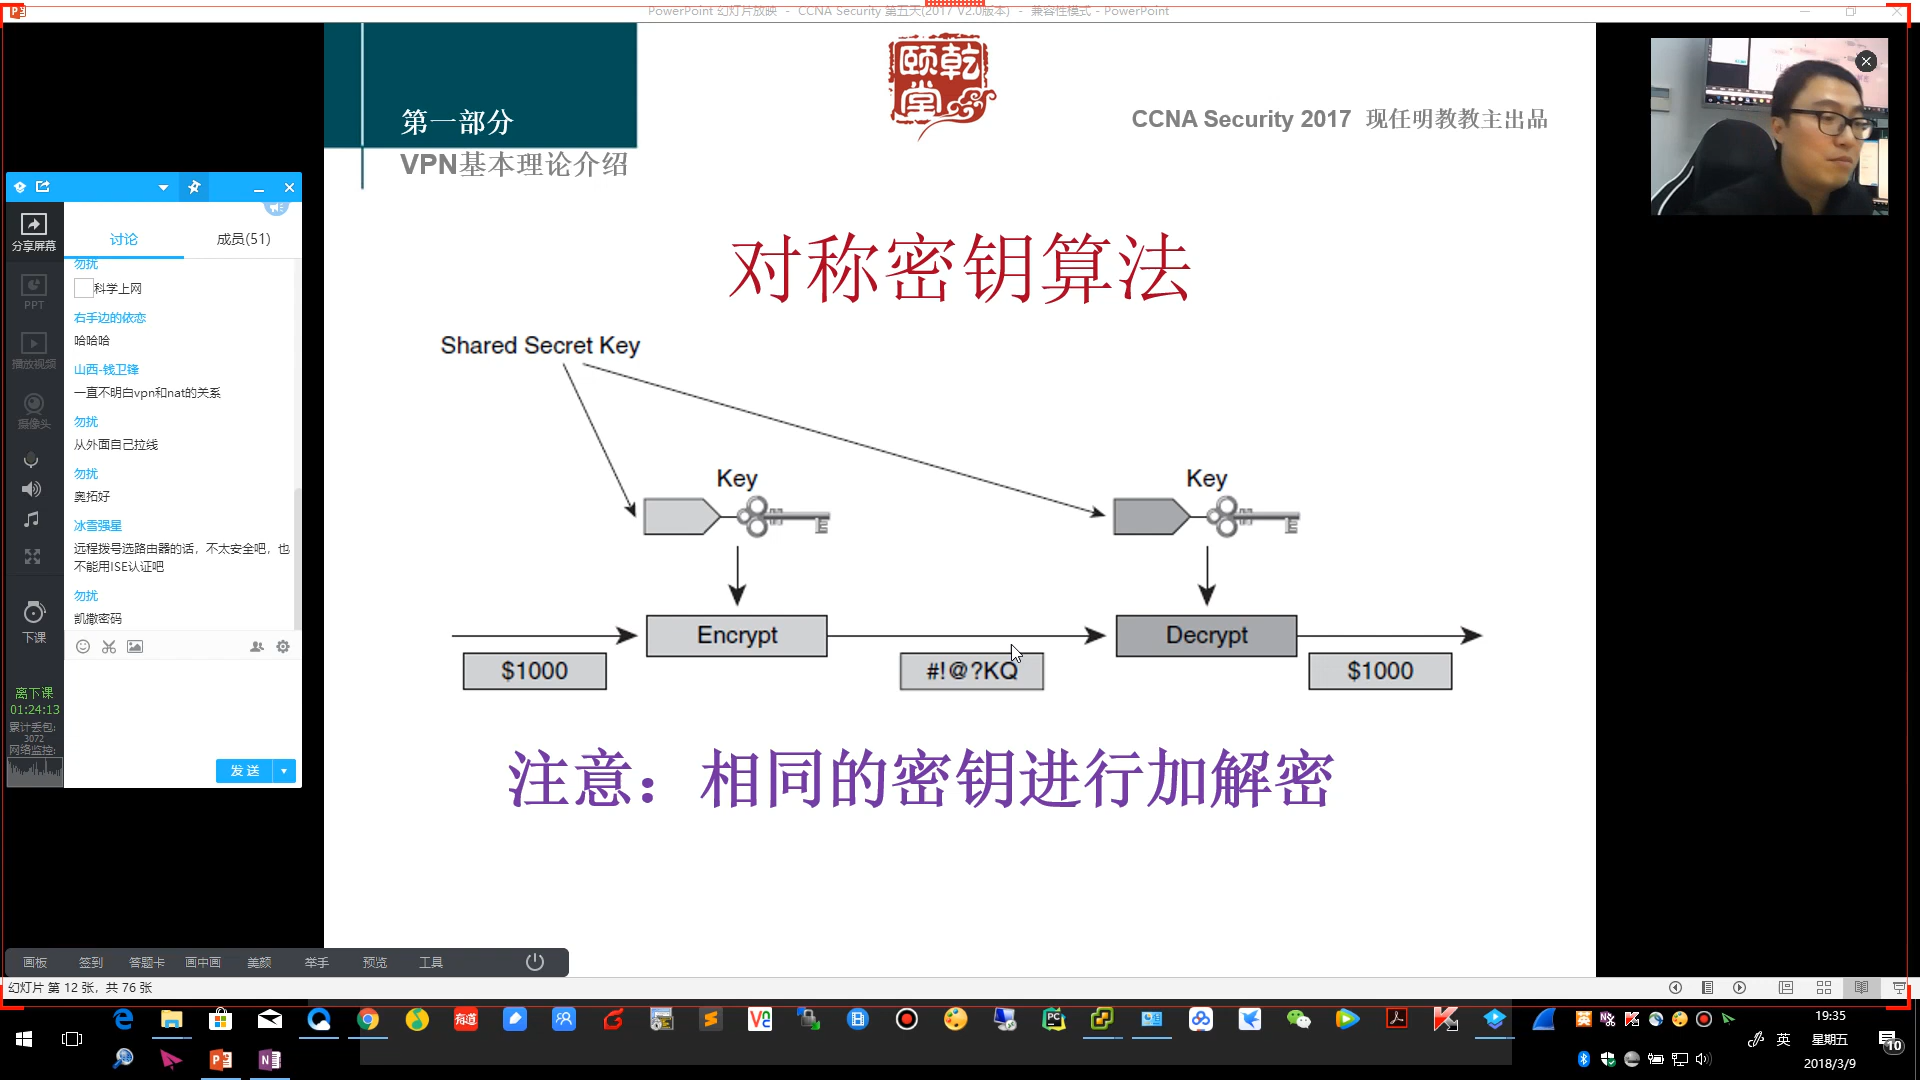 PowerPoint 幻灯片放映 - CCNA Security 第五天(2017 V2.0版本) - 兼容性模式 - PowerPoint
第一部分
VPN基本理论介绍
颐乾堂
CCNA Security 2017 现任明教教主出品
对称密钥算法
Shared Secret Key
Key
Key
Encrypt
Decrypt
$1000
#!@?KQ
$1000
注意：相同的密钥进行加解密
分享屏幕
PPT
播放视频
摄像头
下课
离下课
01:24:13
累计丢包:
3072
网络监控:
讨论
成员(51)
勿扰
科学上网
右手边的依恋
哈哈哈
山西-钱卫锋
一直不明白vpn和nat的关系
勿扰
从外面自己拉线
勿扰
奥拓好
冰雪强星
远程拨号选路由器的话，不太安全吧，也
不能用ISE认证吧
勿扰
凯撒密码
发送
画板 签到 答题卡 画中画 美颜 举手 预览 工具
幻灯片 第 12 张，共 76 张
有道
英
19:35
星期五
2018/3/9
10